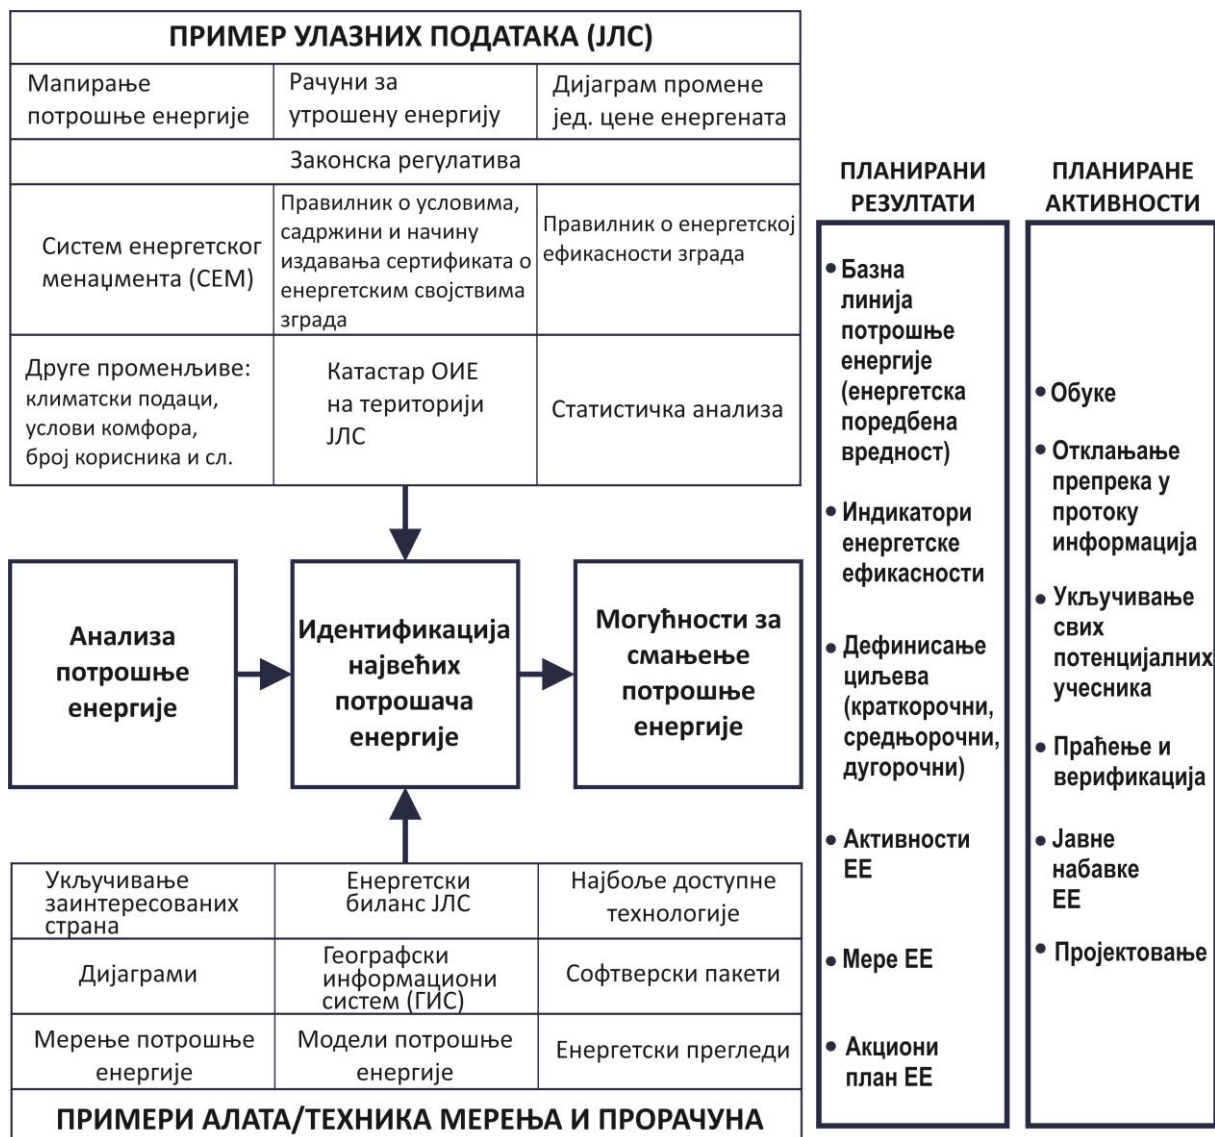 ПРИМЕР УЛАЗНИХ ПОДАТАКА (ЈЛС)
Мапирање
потрошње енергије
Рачуни за
утрошену енергију
Дијаграм промене
јед. цене енергената
Законска регулатива
Систем енергетског
менаџмента (СЕМ)
Правилник о условима,
садржини и начину
издавања сертификата о
енергетским својствима
зграда
Правилник о енергетској
ефикасности зграда
Друге променљиве:
климатски подаци,
услови комфора,
број корисника и сл.
Катастар ОИЕ
на територији
ЈЛС
Статистичка анализа
Анализа
потрошње
енергије
Идентификација
највећих
потрошача
енергије
Могућности за
смањење
потрошње
енергије
Укључивање
заинтересованих
страна
Енергетски
биланс ЈЛС
Најбоље доступне
технологије
Дијаграми
Географски
информациони
систем (ГИС)
Софтверски пакети
Мерење потрошње
енергије
Модели потрошње
енергије
Енергетски прегледи
ПРИМЕРИ АЛАТА/ТЕХНИКА МЕРЕЊА И ПРОРАЧУНА
ПЛАНИРАНИ
РЕЗУЛТАТИ
• Базна
линија
потрошње
енергије
(енергетска
поредбена
вредност)
• Индикатори
енергетске
ефикасности
• Дефинисање
циљева
(краткорочни,
средњорочни,
дугорочни)
• Активности
ЕЕ
• Мере ЕЕ
• Акциони
план ЕЕ
ПЛАНИРАНЕ
АКТИВНОСТИ
• Обуке
• Отклањање
препрека у
протоку
информација
• Укључивање
свих
потенцијалних
учесника
• Праћење и
верификација
• Јавне
набавке
ЕЕ
• Пројектовање